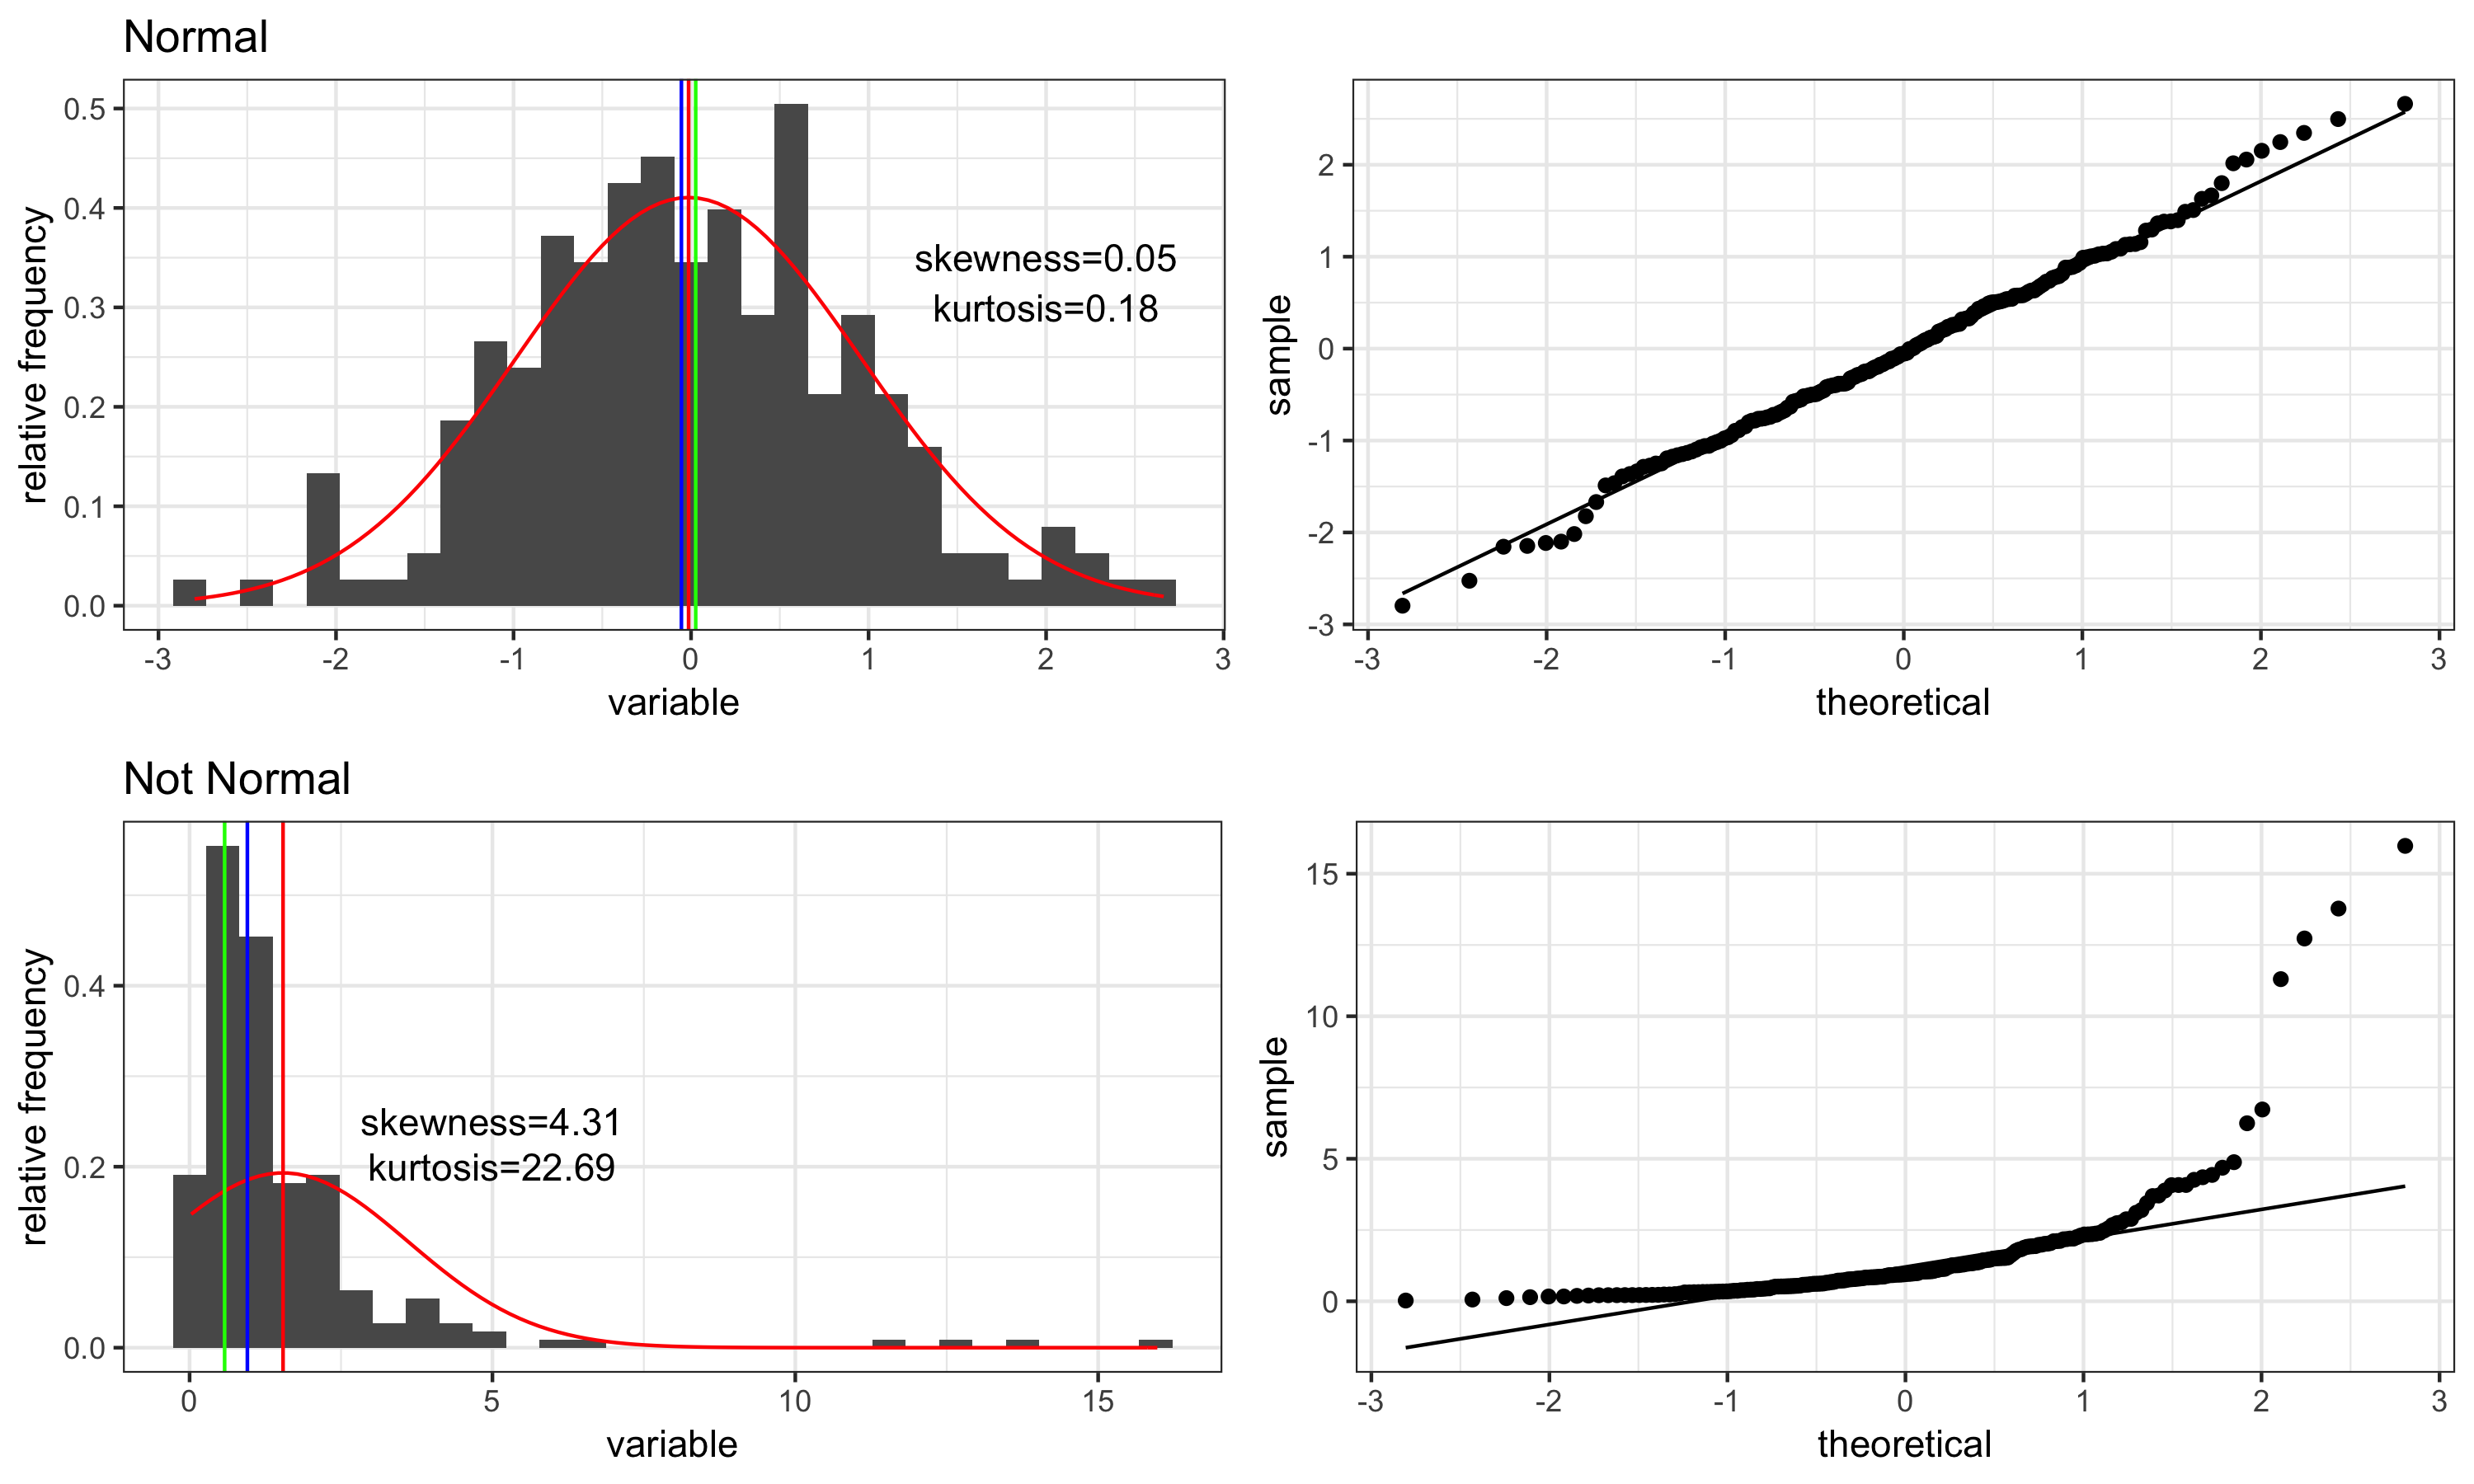 Normal
relative frequency
0.5
0.4
0.3
0.2
0.1
0.0
skewness=0.05
kurtosis=0.18
-3 -2 -1 0 1 2 3
variable
sample
2
1
0
-1
-2
-3
-3 -2 -1 0 1 2 3
theoretical
Not Normal
relative frequency
0.4
0.2
0.0
skewness=4.31
kurtosis=22.69
0 5 10 15
variable
sample
15
10
5
0
-3 -2 -1 0 1 2 3
theoretical